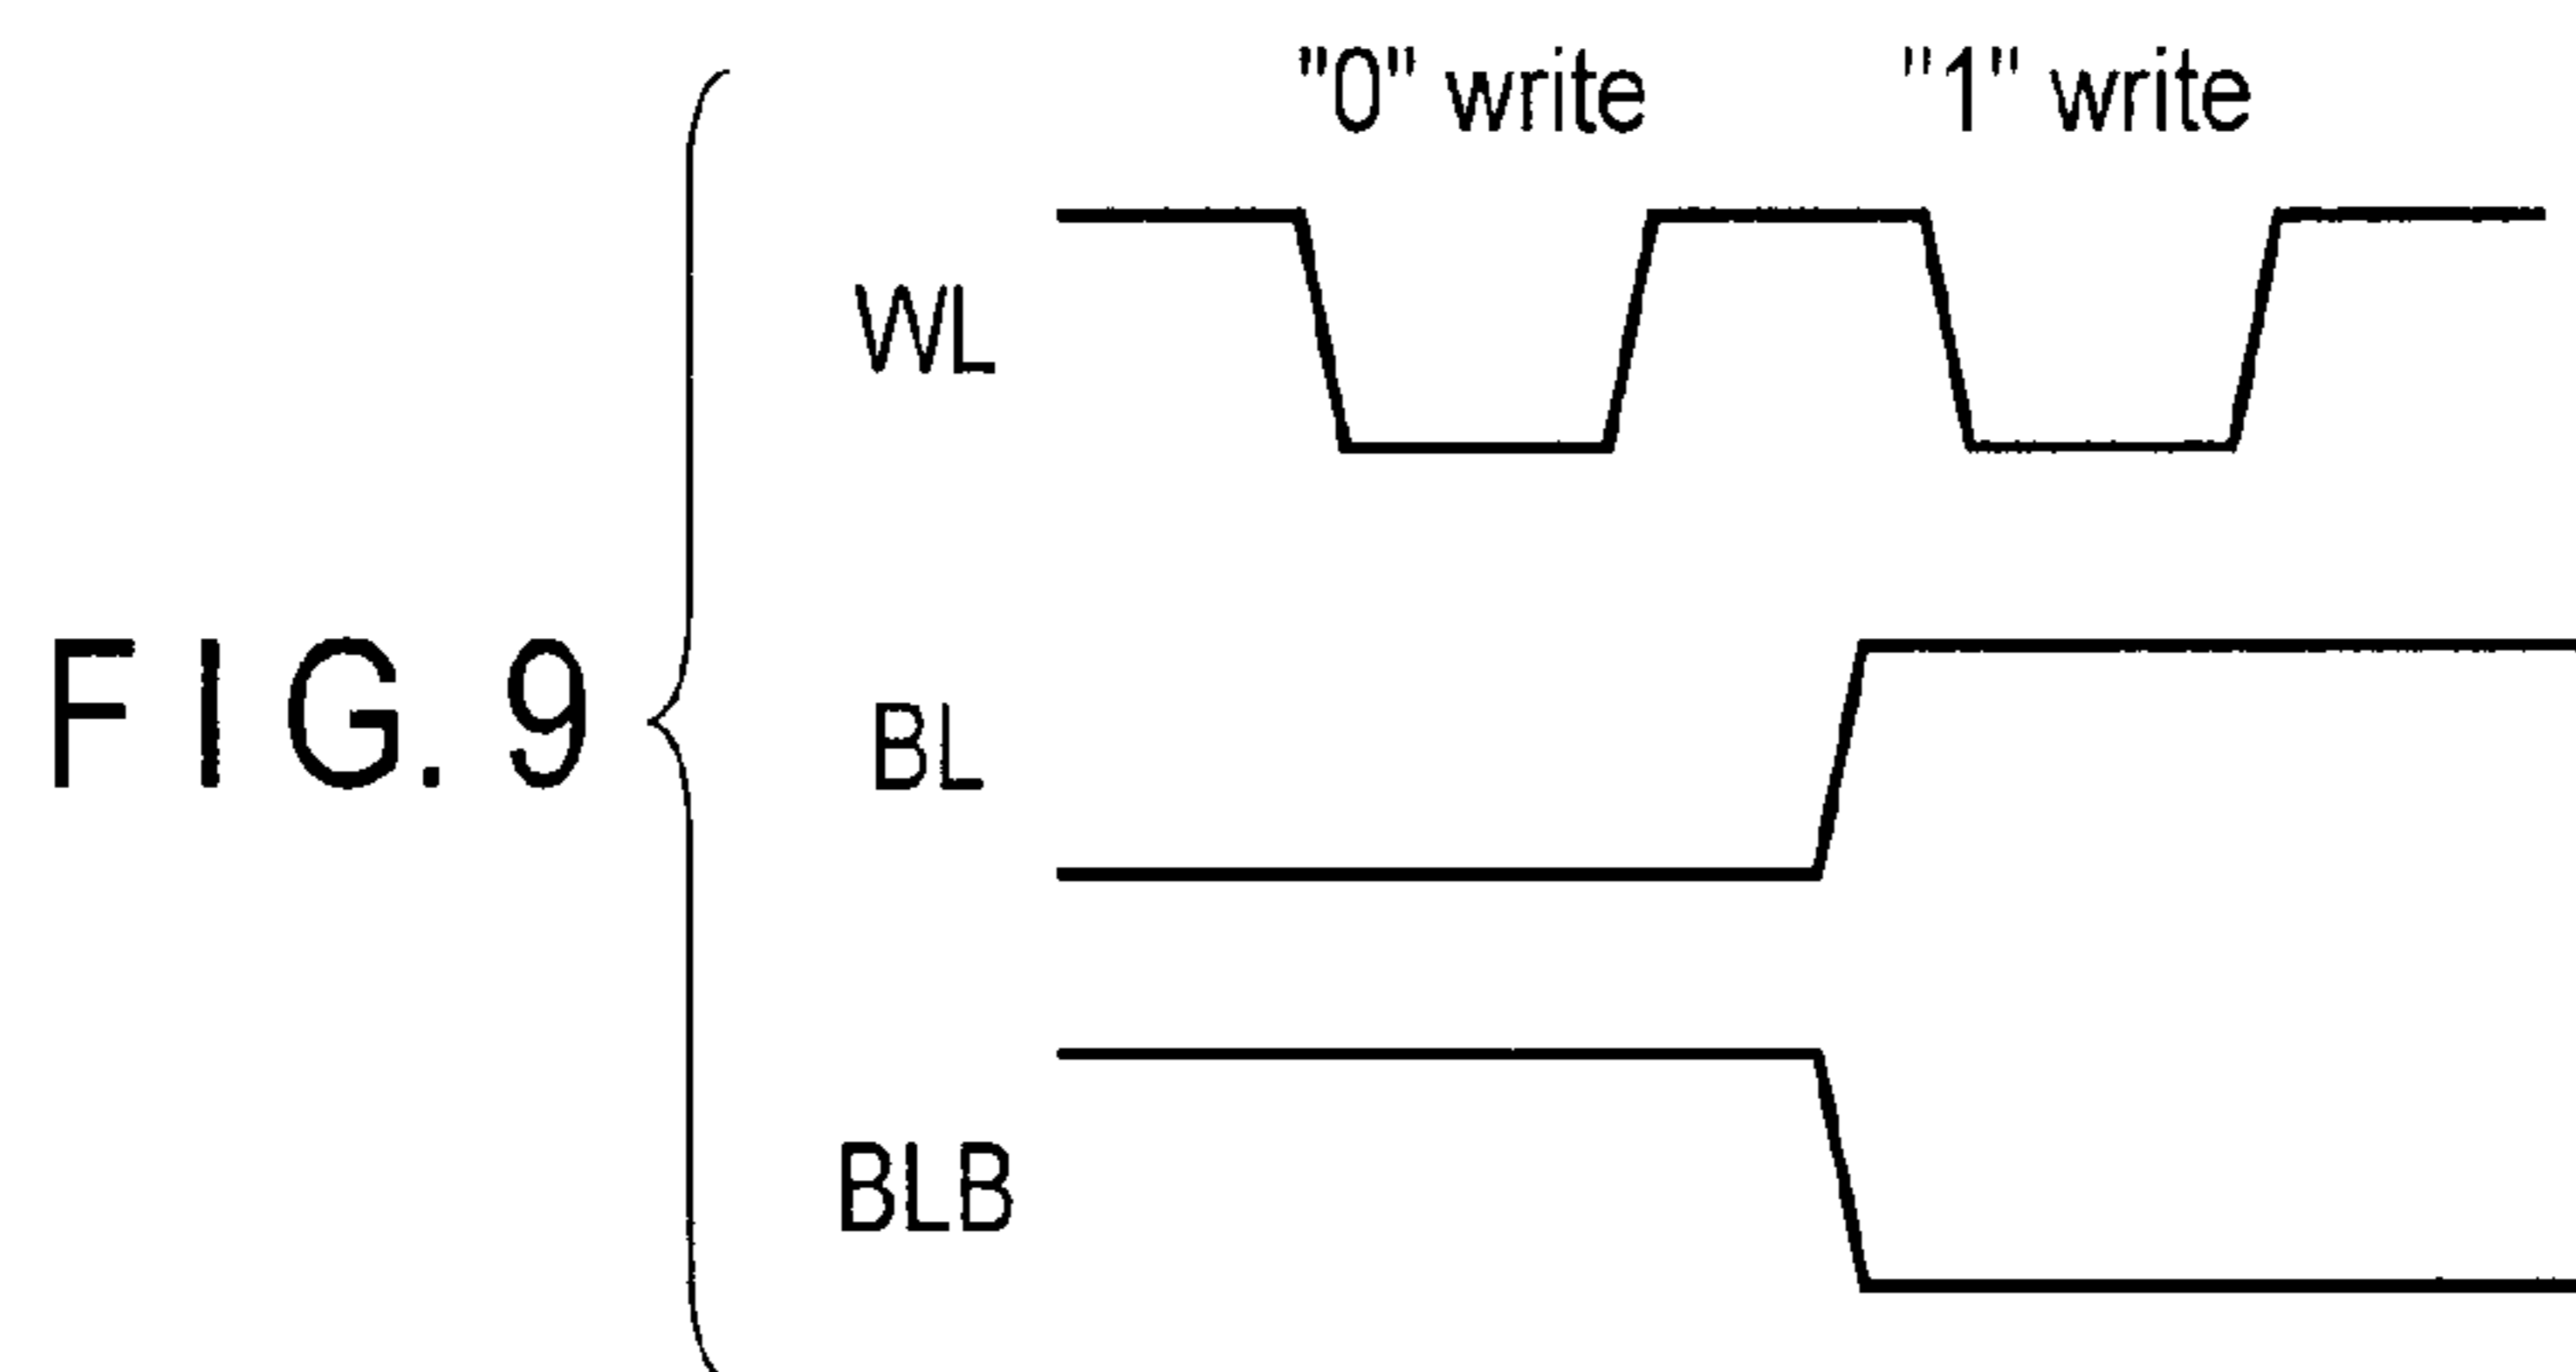 "0" write "1" write
WL
FIG. 9
BL
BLB